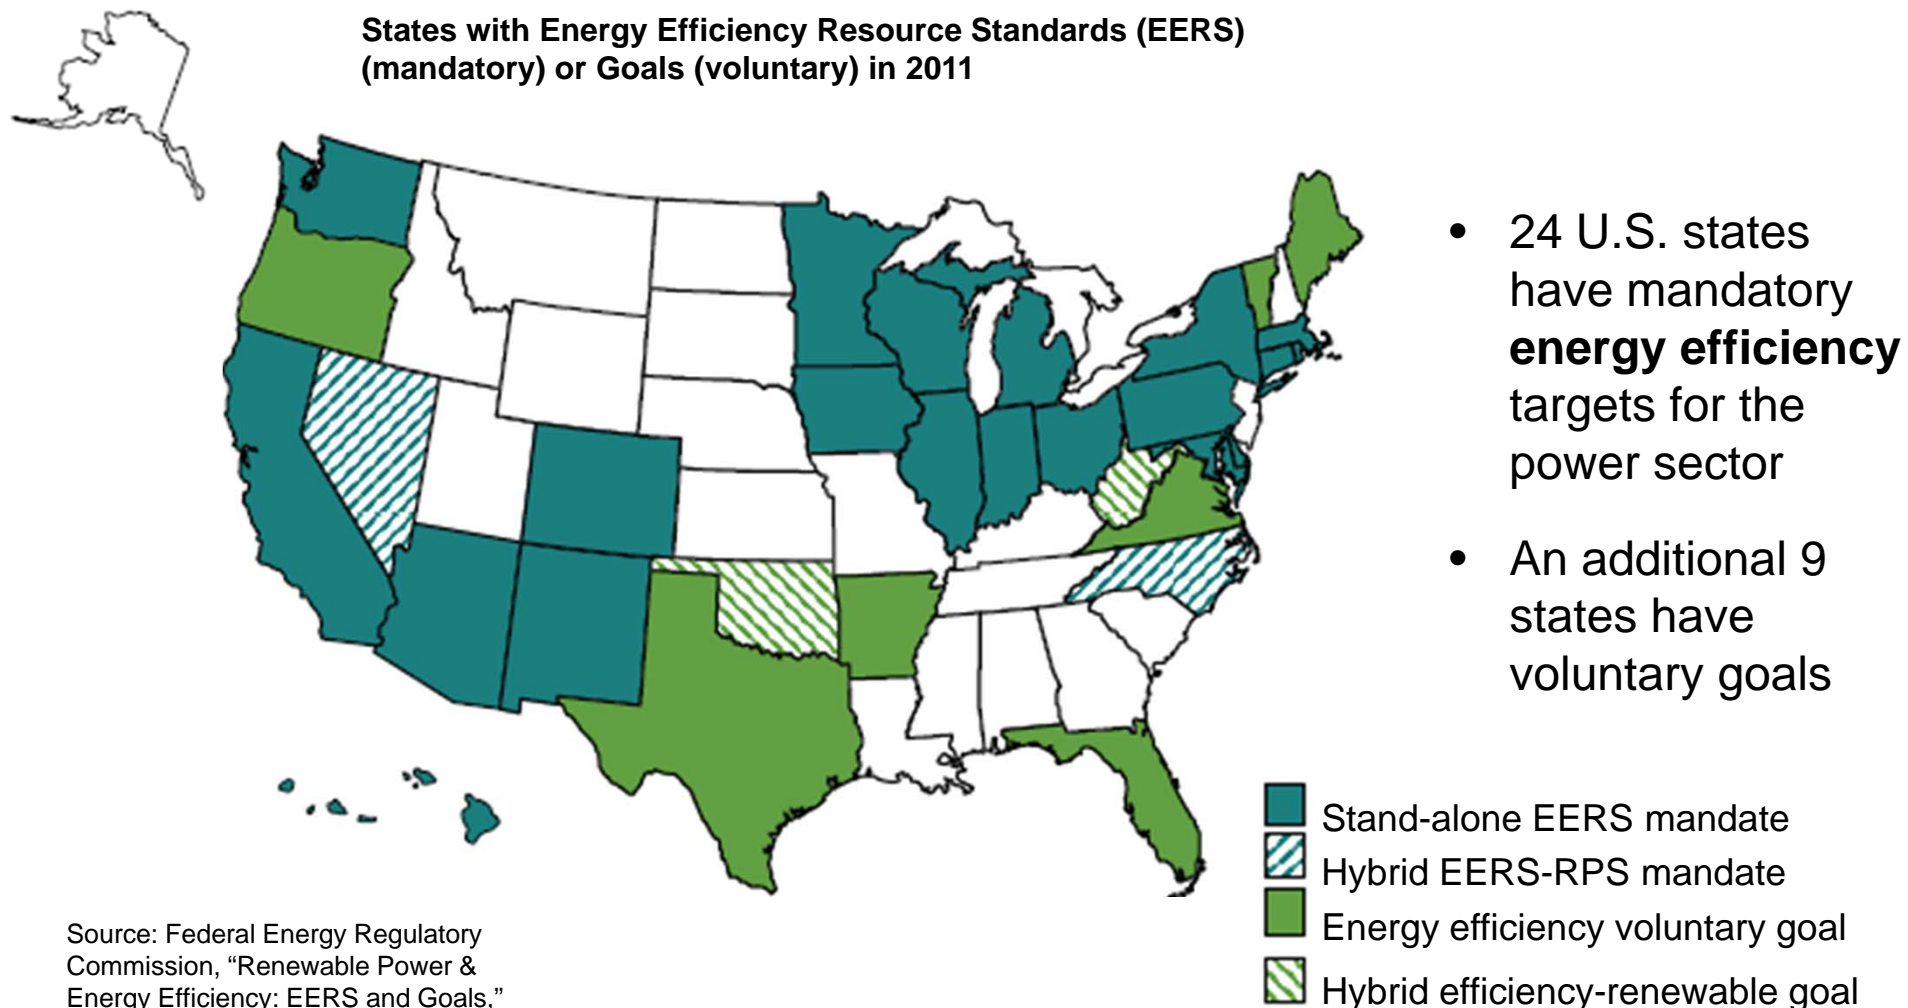 States with Energy Efficiency Resource Standards (EERS)
(mandatory) or Goals (voluntary) in 2011
• 24 U.S. states
have mandatory
energy efficiency
targets for the
power sector
• An additional 9
states have
voluntary goals
Stand-alone EERS mandate
Hybrid EERS-RPS mandate
Energy efficiency voluntary goal
Hybrid efficiency-renewable goal
Source: Federal Energy Regulatory
Commission, “Renewable Power &
Energy Efficiency: EERS and Goals,”